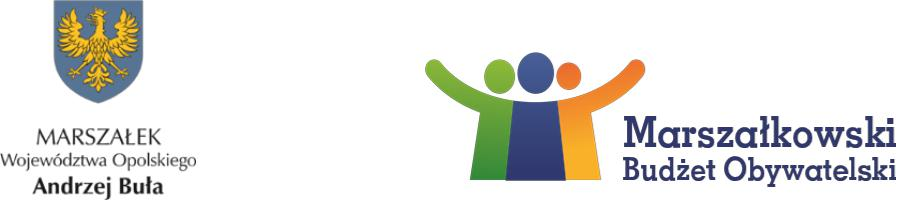 MARSZAŁEK
Województwa Opolskiego
Andrzej Buła
Marszałkowski
Budżet Obywatelski